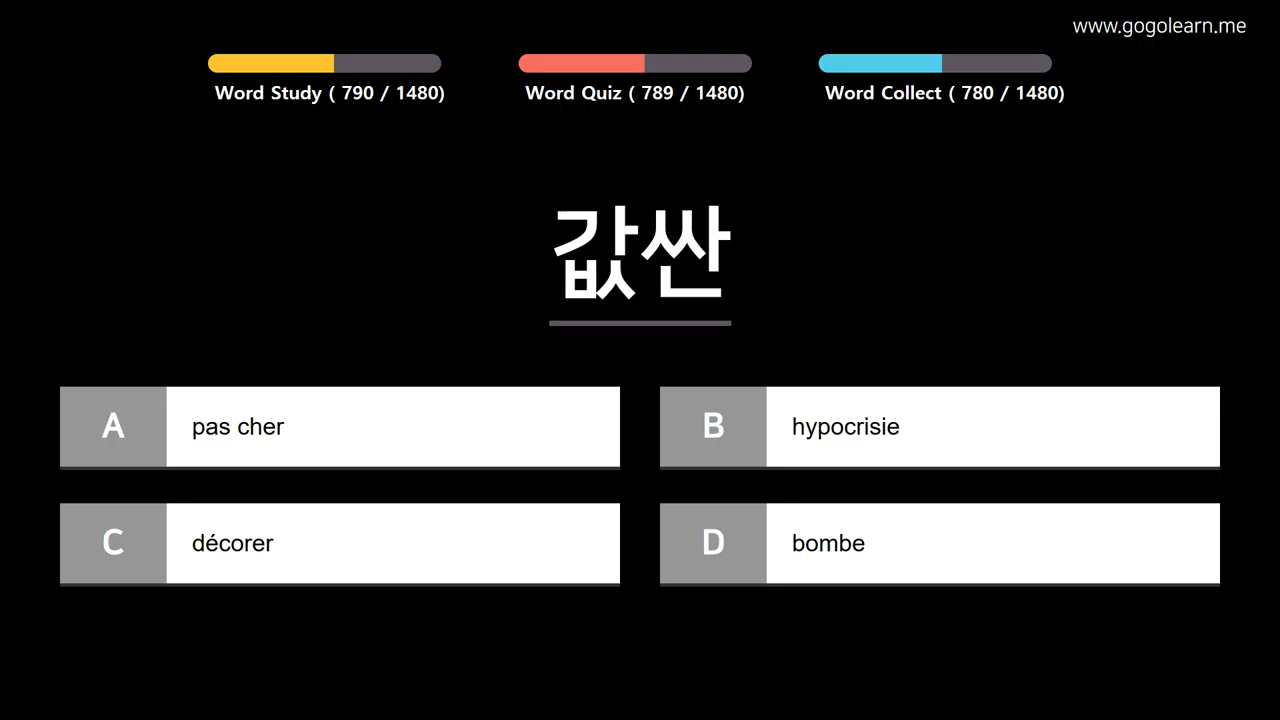 www.gogolearn.me
Word Study ( 790 / 1480)
Word Quiz ( 789 / 1480)
Word Collect ( 780 / 1480)
값싼
A pas cher
B hypocrisie
C décorer
D bombe